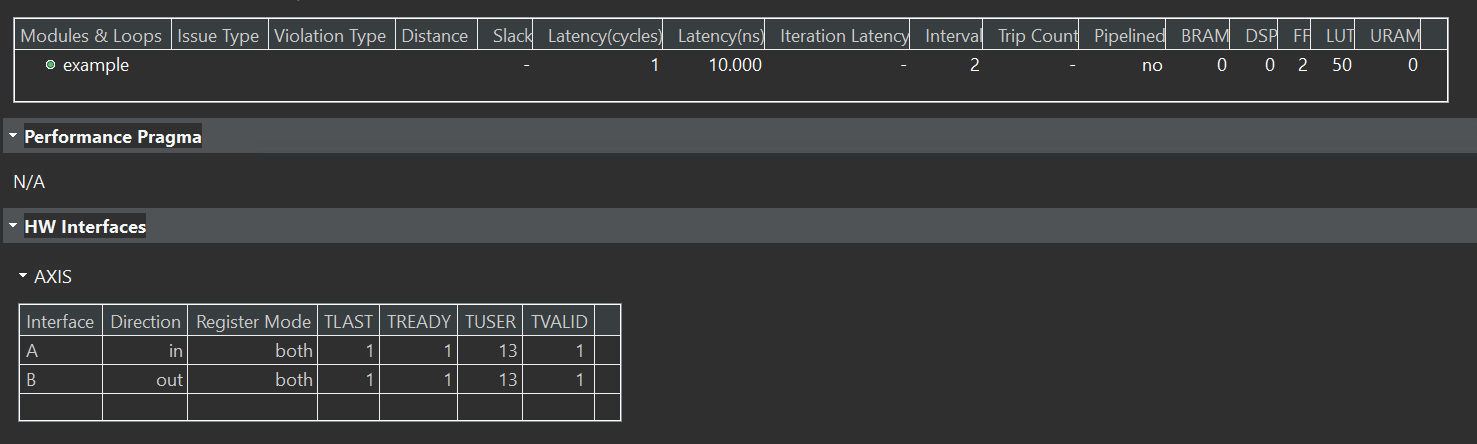 Modules & Loops Issue Type Violation Type Distance Slack Latency(cycles) Latency(ns) Iteration Latency Interval Trip Count Pipelined BRAM DSP FF LUT URAM
example - 1 10.000 - 2 - no 0 0 2 50 0
Performance Pragma
N/A
HW Interfaces
AXIS
Interface Direction Register Mode TLAST TREADY TUSER TVALID
A in both 1 1 13 1
B out both 1 1 13 1